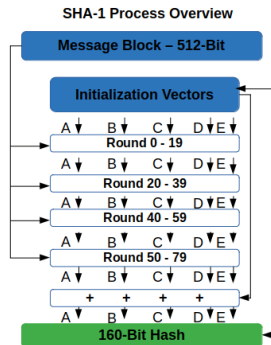 SHA-1 Process Overview
Message Block – 512-Bit
Initialization Vectors
A B C D E
Round 0 - 19
A B C D E
Round 20 - 39
A B C D E
Round 40 - 59
A B C D E
Round 50 - 79
A B C D E
+ + + +
A B C D E
160-Bit Hash